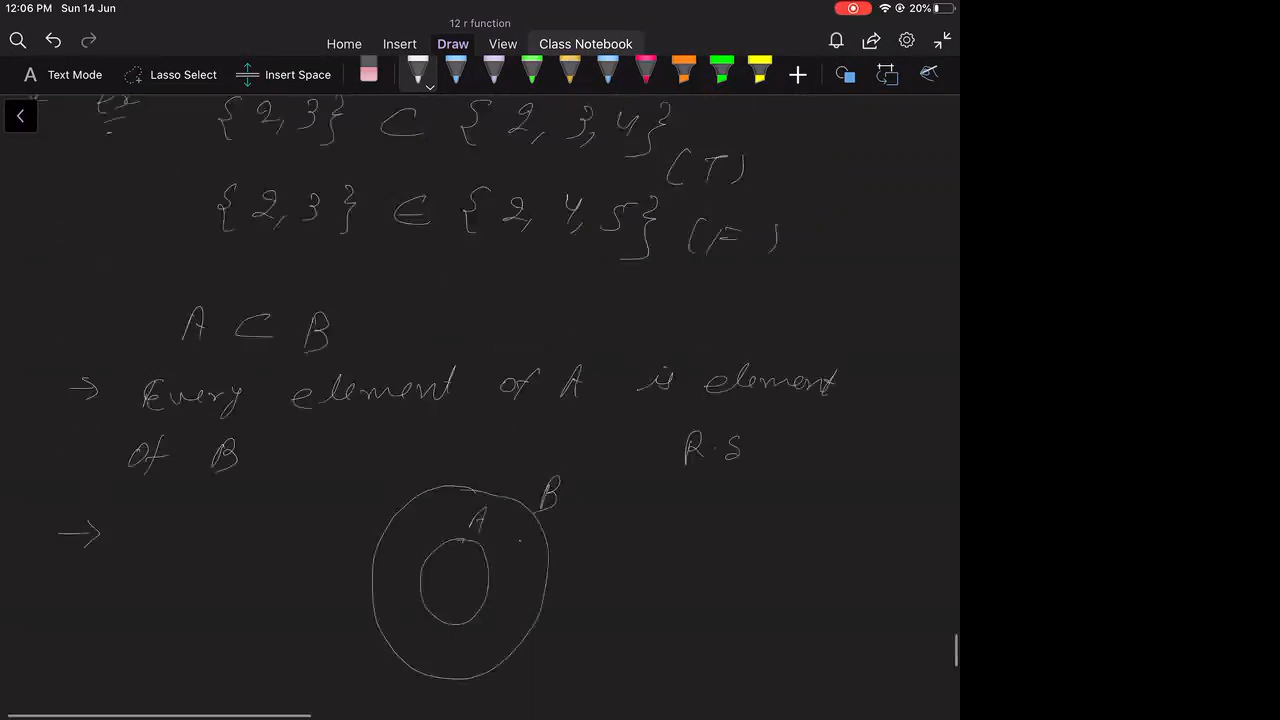 12:06 PM Sun 14 Jun
20%
12 r function
Home Insert Draw View Class Notebook
A Text Mode Lasso Select Insert Space
Ex {2, 3} ⊂ {2, 3, 4}
(T)
{2, 3} ⊂ {2, 4, 5} (F)
A ⊂ B
→ Every element of A is element
of B R.S
B
A
→